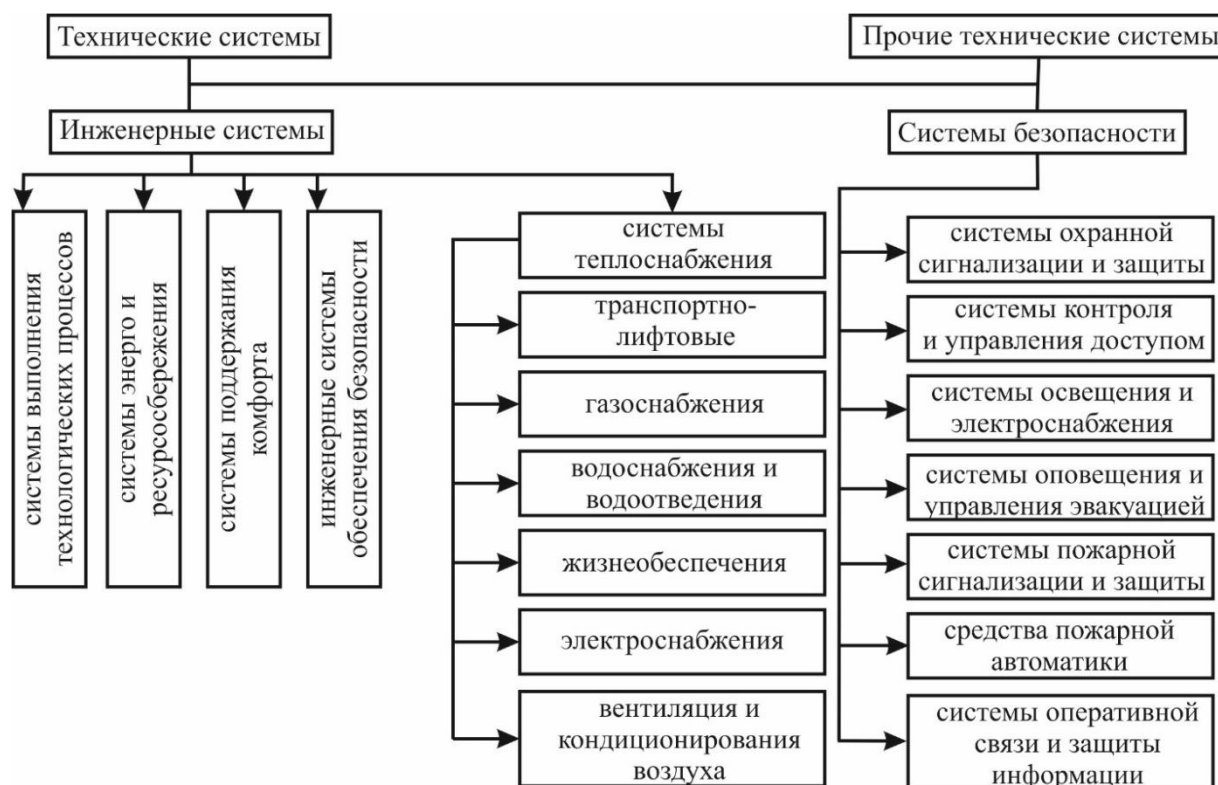 Технические системы
Прочие технические системы
Инженерные системы
Системы безопасности
системы выполнения
технологических процессов
системы энерго и
ресурсосбережения
системы поддержания
комфорта
инженерные системы
обеспечения безопасности
системы
теплоснабжения
транспортно-
лифтовые
газоснабжения
водоснабжения и
водоотведения
жизнеобеспечения
электроснабжения
вентиляция и
кондиционирования
воздуха
системы охранной
сигнализации и защиты
системы контроля
и управления доступом
системы освещения и
электроснабжения
системы оповещения и
управления эвакуацией
системы пожарной
сигнализации и защиты
средства пожарной
автоматики
системы оперативной
связи и защиты
информации